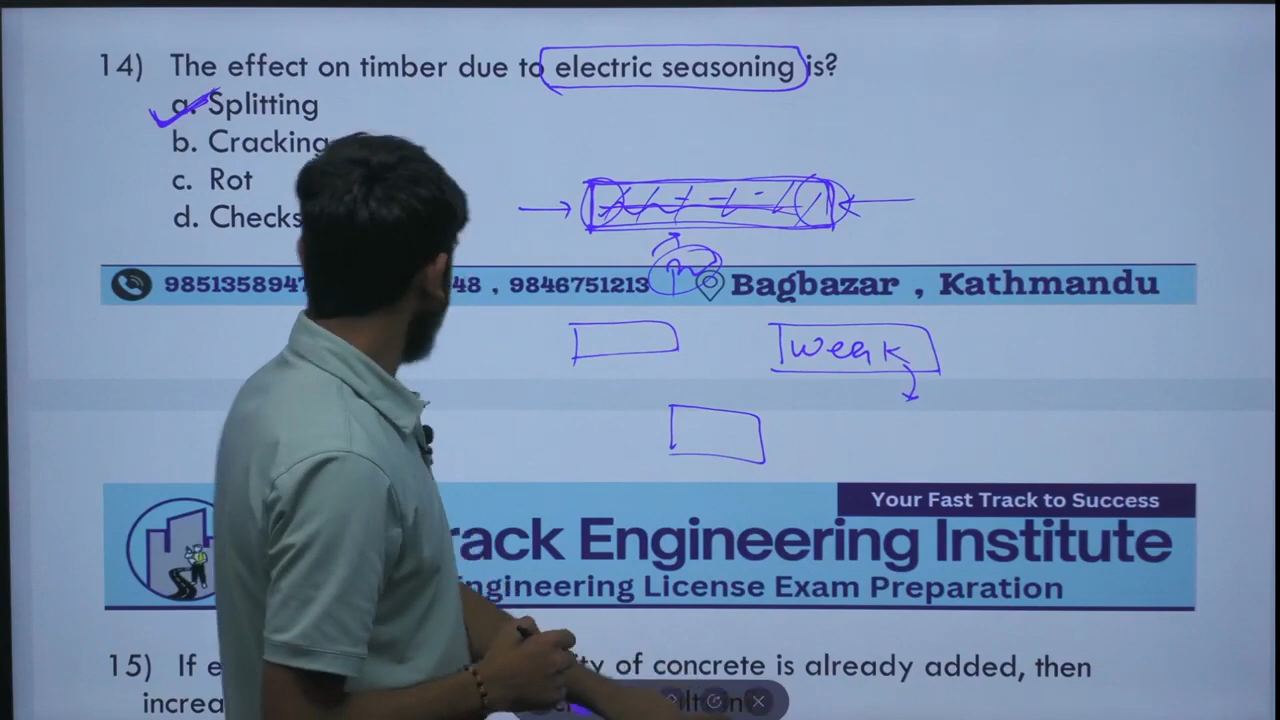 14) The effect on timber due to electric seasoning is?
a. Splitting
b. Cracking
c. Rot
d. Checks
48 , 9846751213 Bagbazar , Kathmandu
weak
Your Fast Track to Success
rack Engineering Institute
ngineering License Exam Preparation
15) If e ty of concrete is already added, then
increa